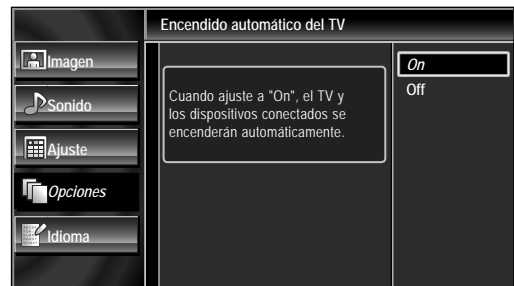 Encendido automático del TV
Imagen
Sonido
Ajuste
Opciones
Idioma
Cuando ajuste a "On", el TV y
los dispositivos conectados se
encenderán automáticamente.
On
Off